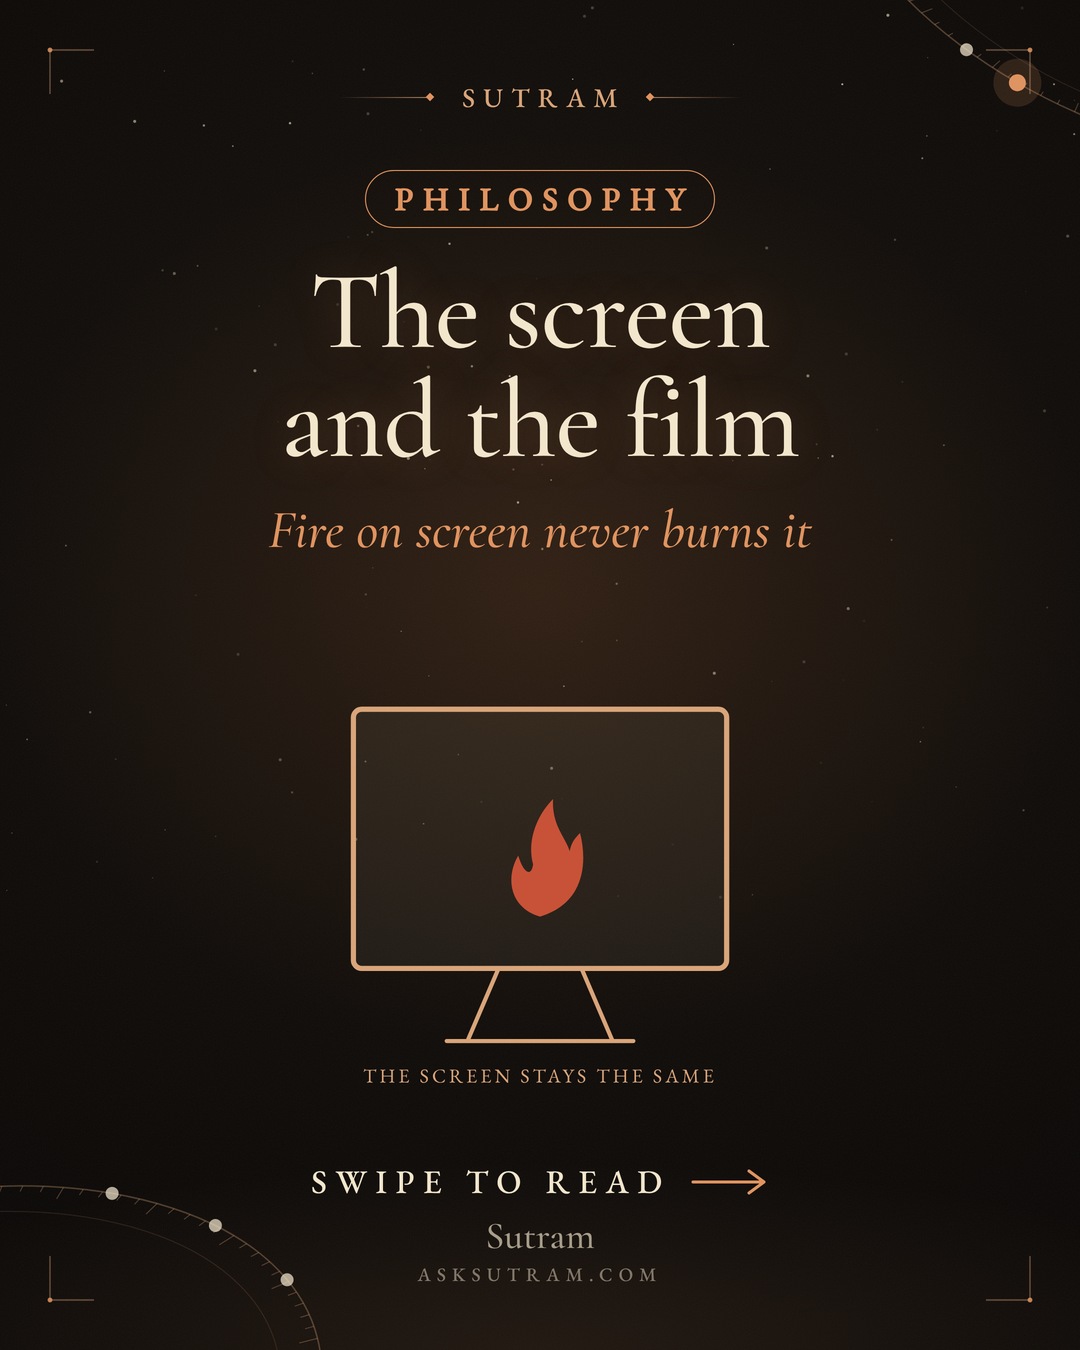 SUTRAM
PHILOSOPHY
The screen
and the film
Fire on screen never burns it
THE SCREEN STAYS THE SAME
SWIPE TO READ
Sutram
ASKSUTRAM.COM